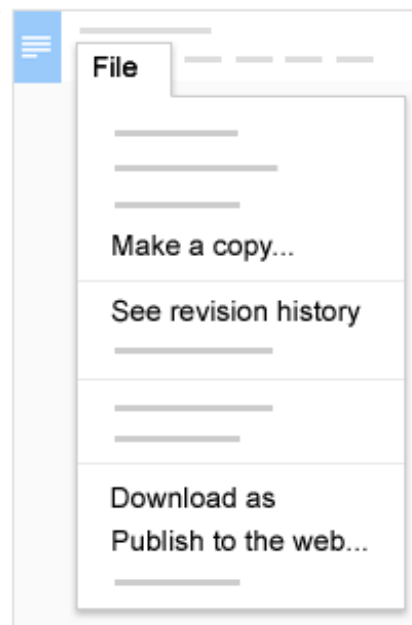 File
Make a copy...
See revision history
Download as
Publish to the web...